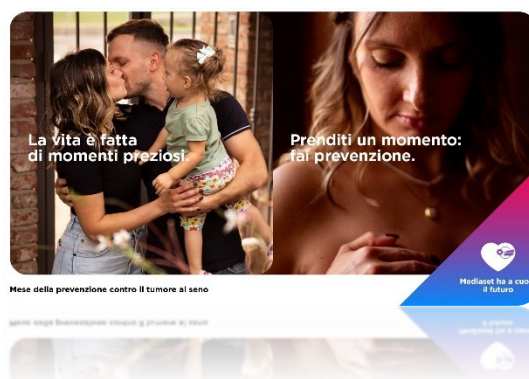 La vita è fatta
di momenti preziosi.
Prenditi un momento:
fai prevenzione.
Mese della prevenzione contro il tumore al seno
Mediaset ha a cuo
il futuro